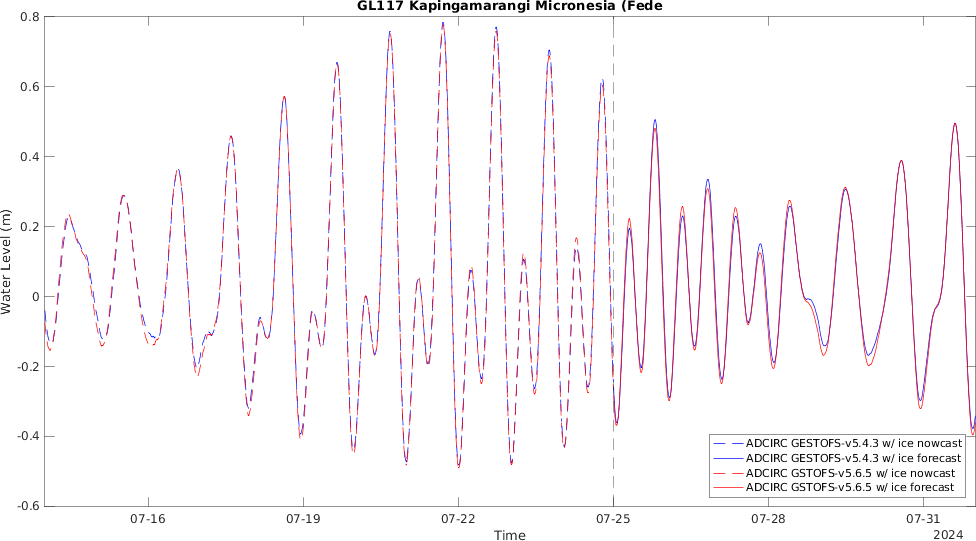 GL117 Kapingamarangi Micronesia (Fede
0.8
0.6
0.4
0.2
0
-0.2
-0.4
-0.6
Water Level (m)
07-16
07-19
07-22
07-25
07-28
07-31
Time
2024
ADCIRC GESTOFS-v5.4.3 w/ ice nowcast
ADCIRC GESTOFS-v5.4.3 w/ ice forecast
ADCIRC GSTOFS-v5.6.5 w/ ice nowcast
ADCIRC GSTOFS-v5.6.5 w/ ice forecast